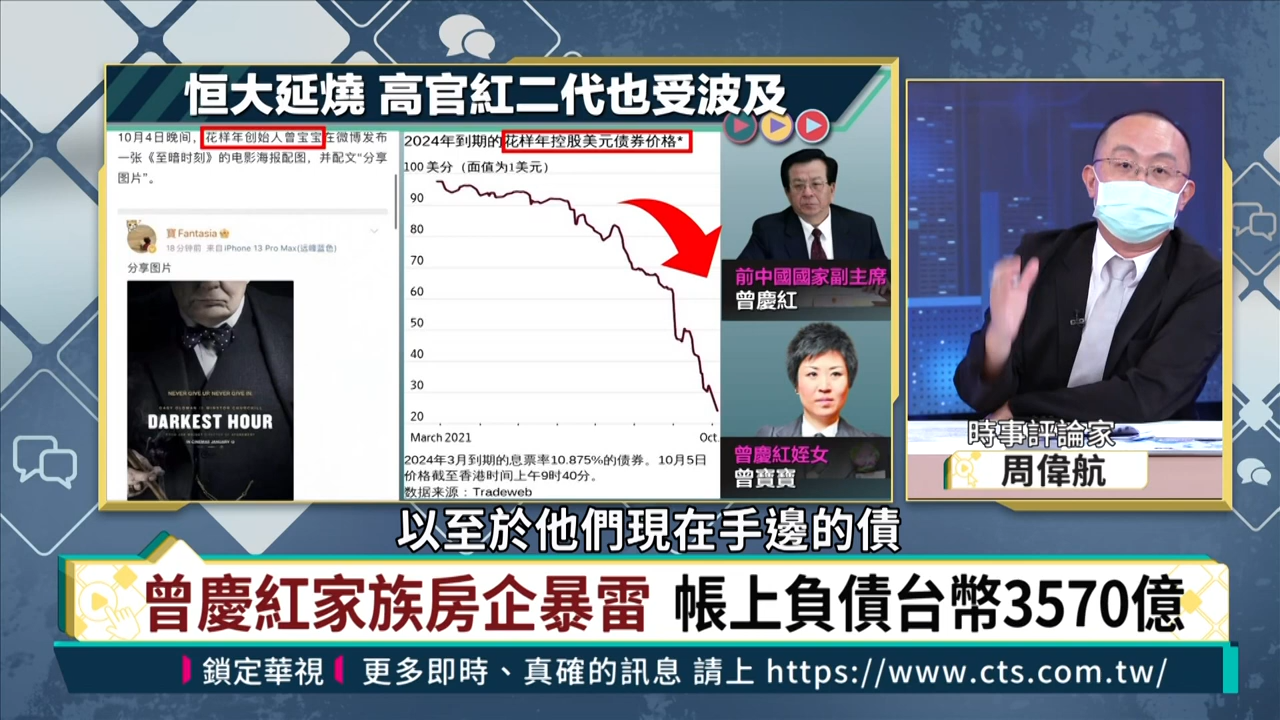 恒大延燒 高官紅二代也受波及
10月4日晚间，花样年创始人曾宝宝在微博发布
一张《至暗时刻》的电影海报配图，并配文“分享
图片”。
寶Fantasia
18分钟前 来自iPhone 13 Pro Max(远峰蓝色)
分享图片
NEVER GIVE UP. NEVER GIVE IN.
GARY OLDMAN IS WINSTON CHURCHILL
DARKEST HOUR
2024年到期的花样年控股美元债券价格*
100 美分（面值为1美元）
90
80
70
60
50
40
30
20
March 2021
Oct.
2024年3月到期的息票率10.875%的债券。10月5日
价格截至香港时间上午9时40分。
数据来源：Tradeweb
前中國國家副主席
曾慶紅
曾慶紅姪女
曾寶寶
時事評論家
周偉航
以至於他們現在手邊的債
曾慶紅家族房企暴雷 帳上負債台幣3570億
鎖定華視 更多即時、真確的訊息 請上 https://www.cts.com.tw/